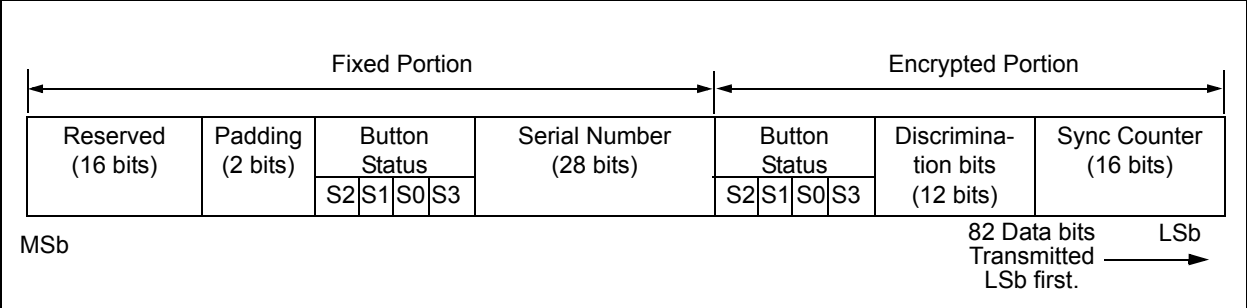 Fixed Portion
Encrypted Portion
Reserved
(16 bits)
Padding
(2 bits)
Button
Status
S2 S1 S0 S3
Serial Number
(28 bits)
Button
Status
S2 S1 S0 S3
Discrimina-
tion bits
(12 bits)
Sync Counter
(16 bits)
MSb
82 Data bits
Transmitted
LSb first.
LSb